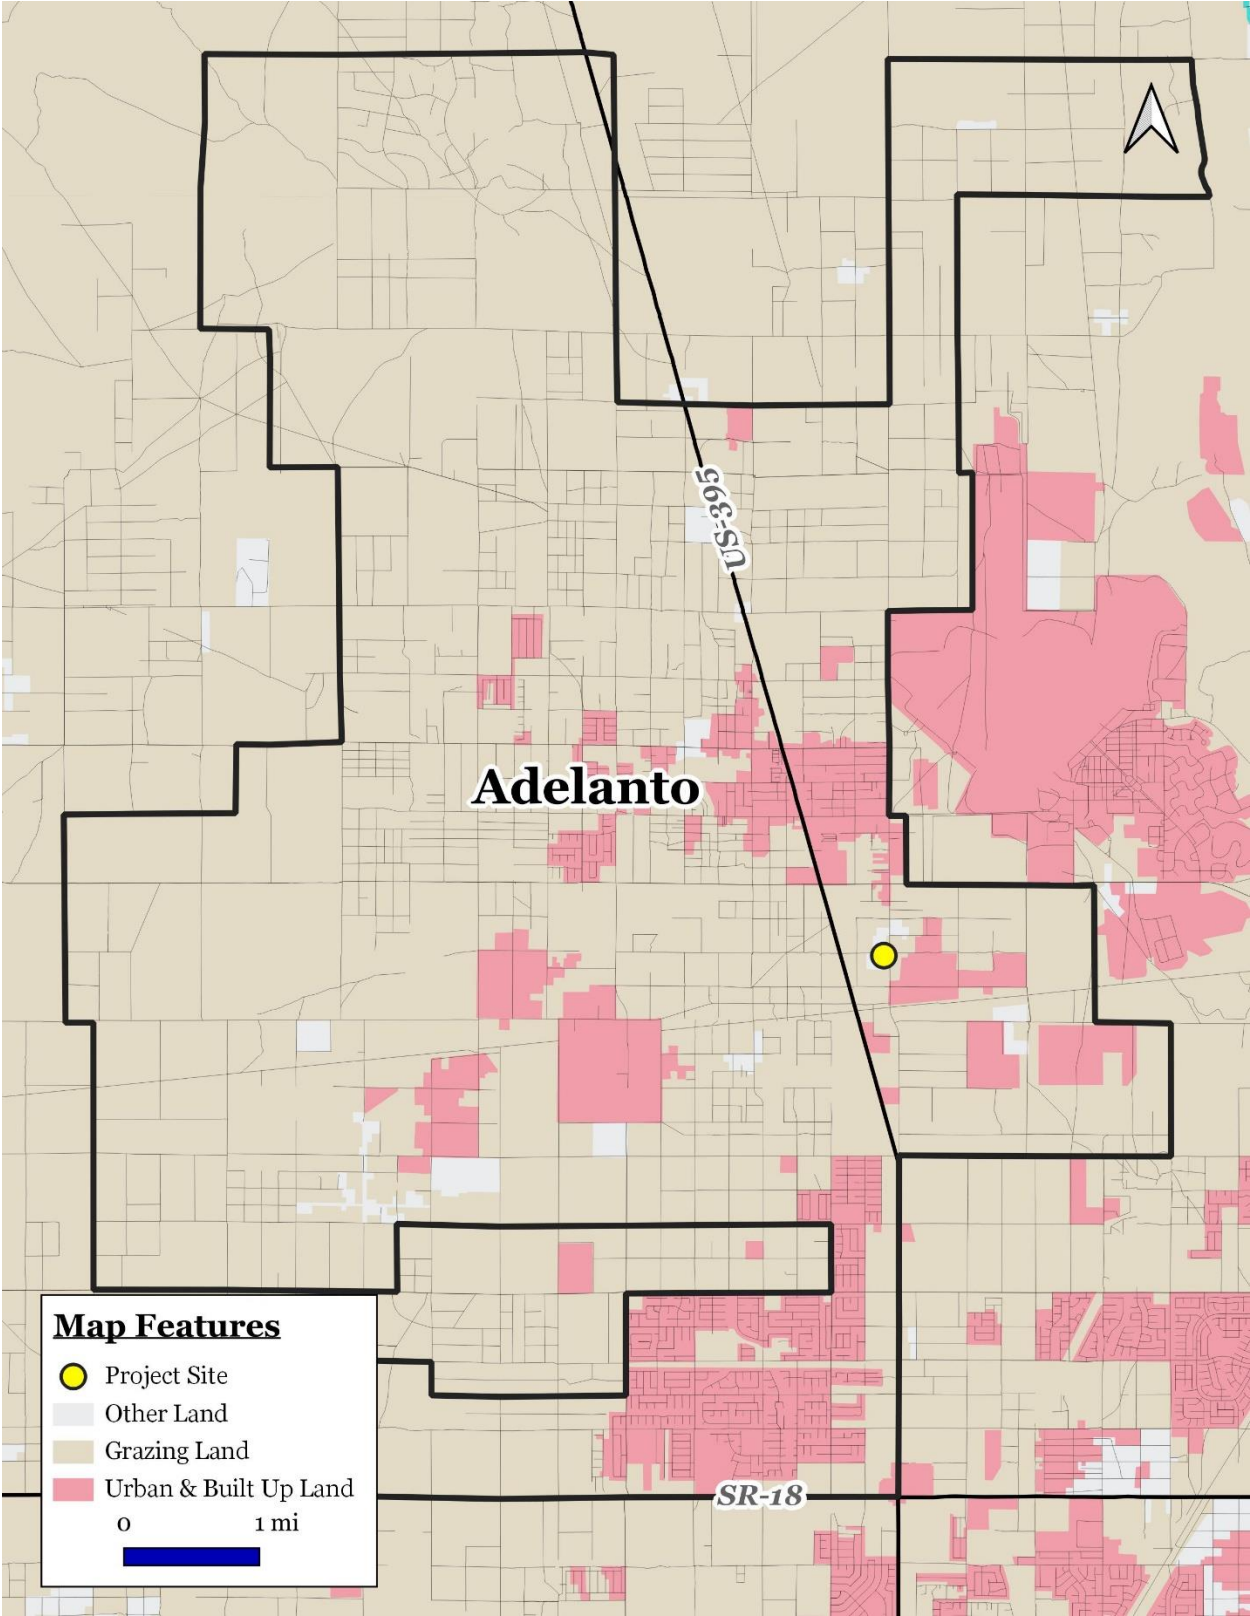 US-395
Adelanto
Map Features
Project Site
Other Land
Grazing Land
Urban & Built Up Land
0 1 mi
SR-18